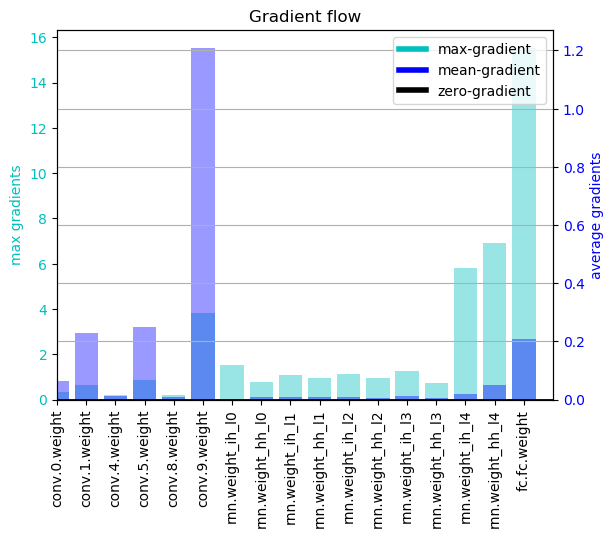 Gradient flow
max-gradient
mean-gradient
zero-gradient
max gradients
16
14
12
10
8
6
4
2
0
average gradients
1.2
1.0
0.8
0.6
0.4
0.2
0.0
conv.0.weight
conv.1.weight
conv.4.weight
conv.5.weight
conv.8.weight
conv.9.weight
rnn.weight_ih_l0
rnn.weight_hh_l0
rnn.weight_ih_l1
rnn.weight_hh_l1
rnn.weight_ih_l2
rnn.weight_hh_l2
rnn.weight_ih_l3
rnn.weight_hh_l3
rnn.weight_ih_l4
rnn.weight_hh_l4
fc.fc.weight